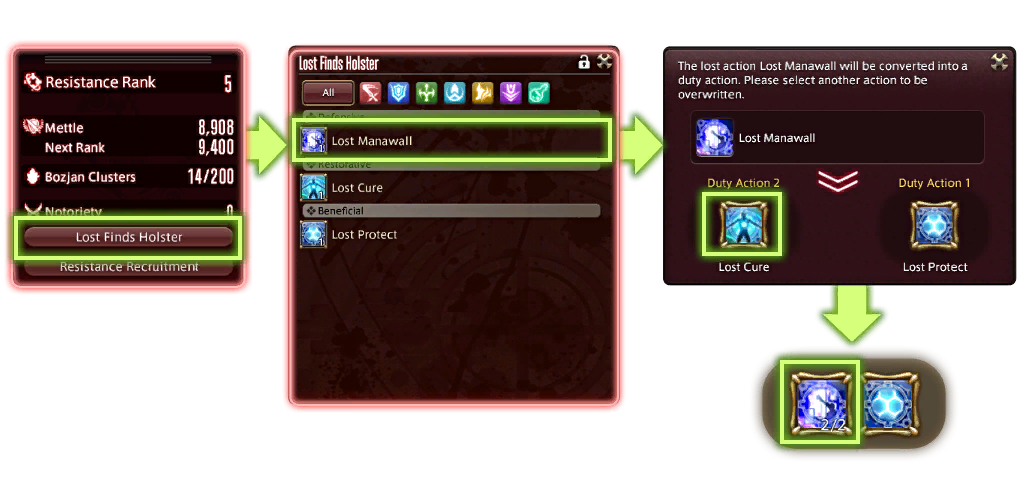 Resistance Rank 5
Mettle 8,908
Next Rank 9,400
Bozjan Clusters 14/200
Notoriety 0
Lost Finds Holster
Resistance Recruitment
Lost Finds Holster
All
Defensive
Lost Manawall
1
Restorative
Lost Cure
1
Beneficial
Lost Protect
1
The lost action Lost Manawall will be converted into a
duty action. Please select another action to be
overwritten.
Lost Manawall
Duty Action 2
Duty Action 1
Lost Cure
Lost Protect
2/2